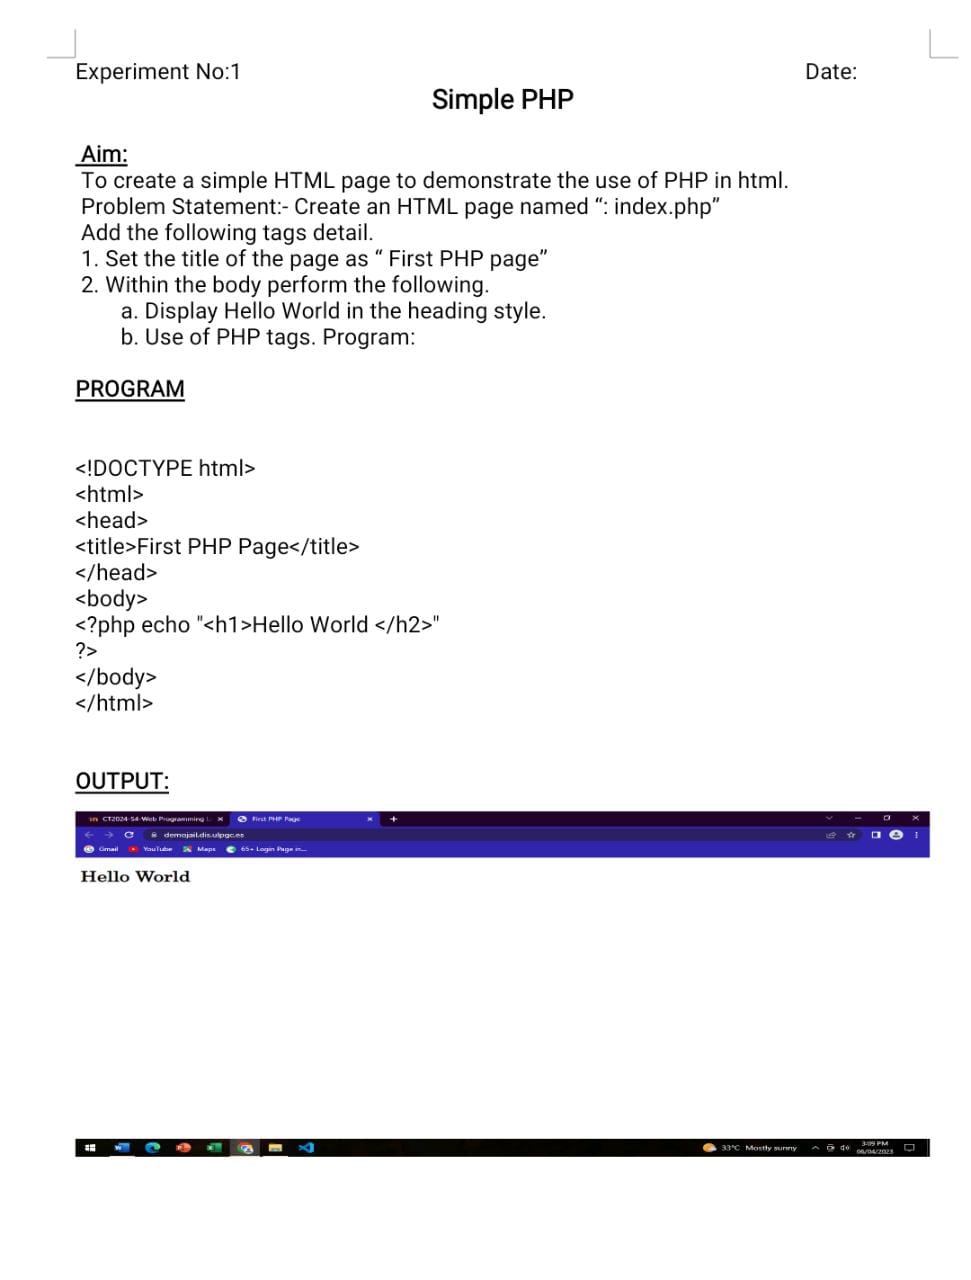 Experiment No:1 Date:
Simple PHP
Aim:
To create a simple HTML page to demonstrate the use of PHP in html.
Problem Statement:- Create an HTML page named “: index.php”
Add the following tags detail.
1. Set the title of the page as “ First PHP page”
2. Within the body perform the following.
a. Display Hello World in the heading style.
b. Use of PHP tags. Program:
PROGRAM
<!DOCTYPE html>
<html>
<head>
<title>First PHP Page</title>
</head>
<body>
<?php echo "<h1>Hello World </h2>"
?>
</body>
</html>
OUTPUT:
CT2024-S4-Web Programming L First PHP Page
demojail.dis.ulpgc.es
Gmail YouTube Maps 65+ Login Page in...
Hello World
33°C Mostly sunny 3:09 PM
06/04/2023